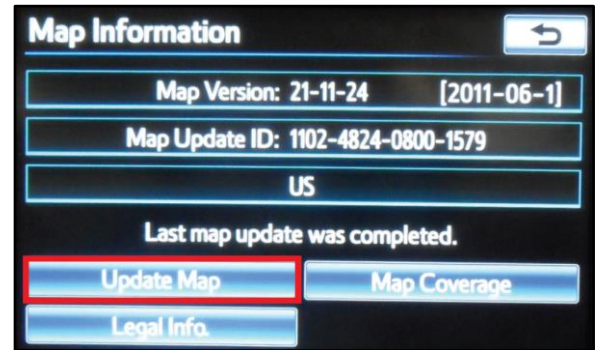 Map Information
Map Version: 21-11-24 [2011-06-1]
Map Update ID: 1102-4824-0800-1579
US
Last map update was completed.
Update Map Map Coverage
Legal Info.